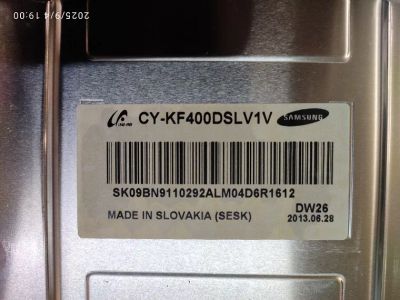 2025/9/4 19:00
CY-KF400DSLV1V SAMSUNG
SK09BN9110292ALM04D6R1612
DW26
MADE IN SLOVAKIA (SESK) 2013.06.28